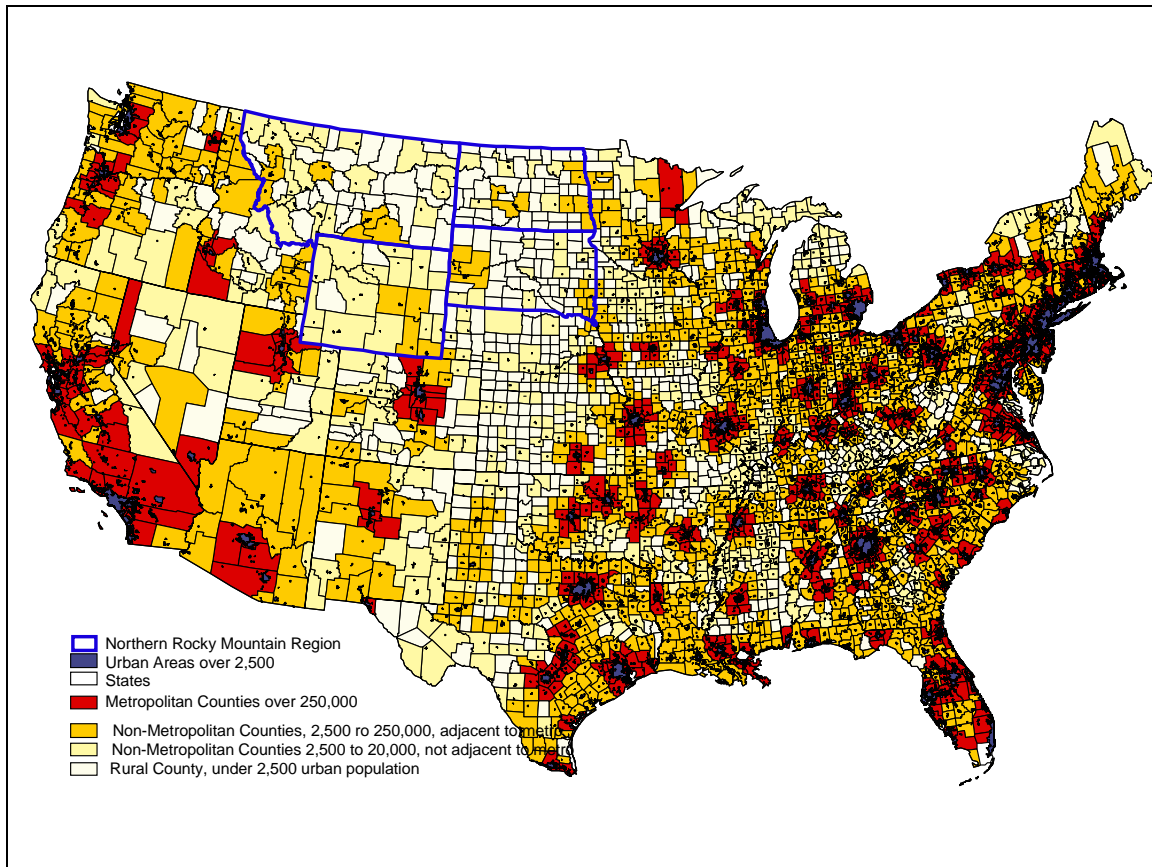 Northern Rocky Mountain Region
Urban Areas over 2,500
States
Metropolitan Counties over 250,000
Non-Metropolitan Counties, 2,500 ro 250,000, adjacent to metro
Non-Metropolitan Counties 2,500 to 20,000, not adjacent to metro
Rural County, under 2,500 urban population